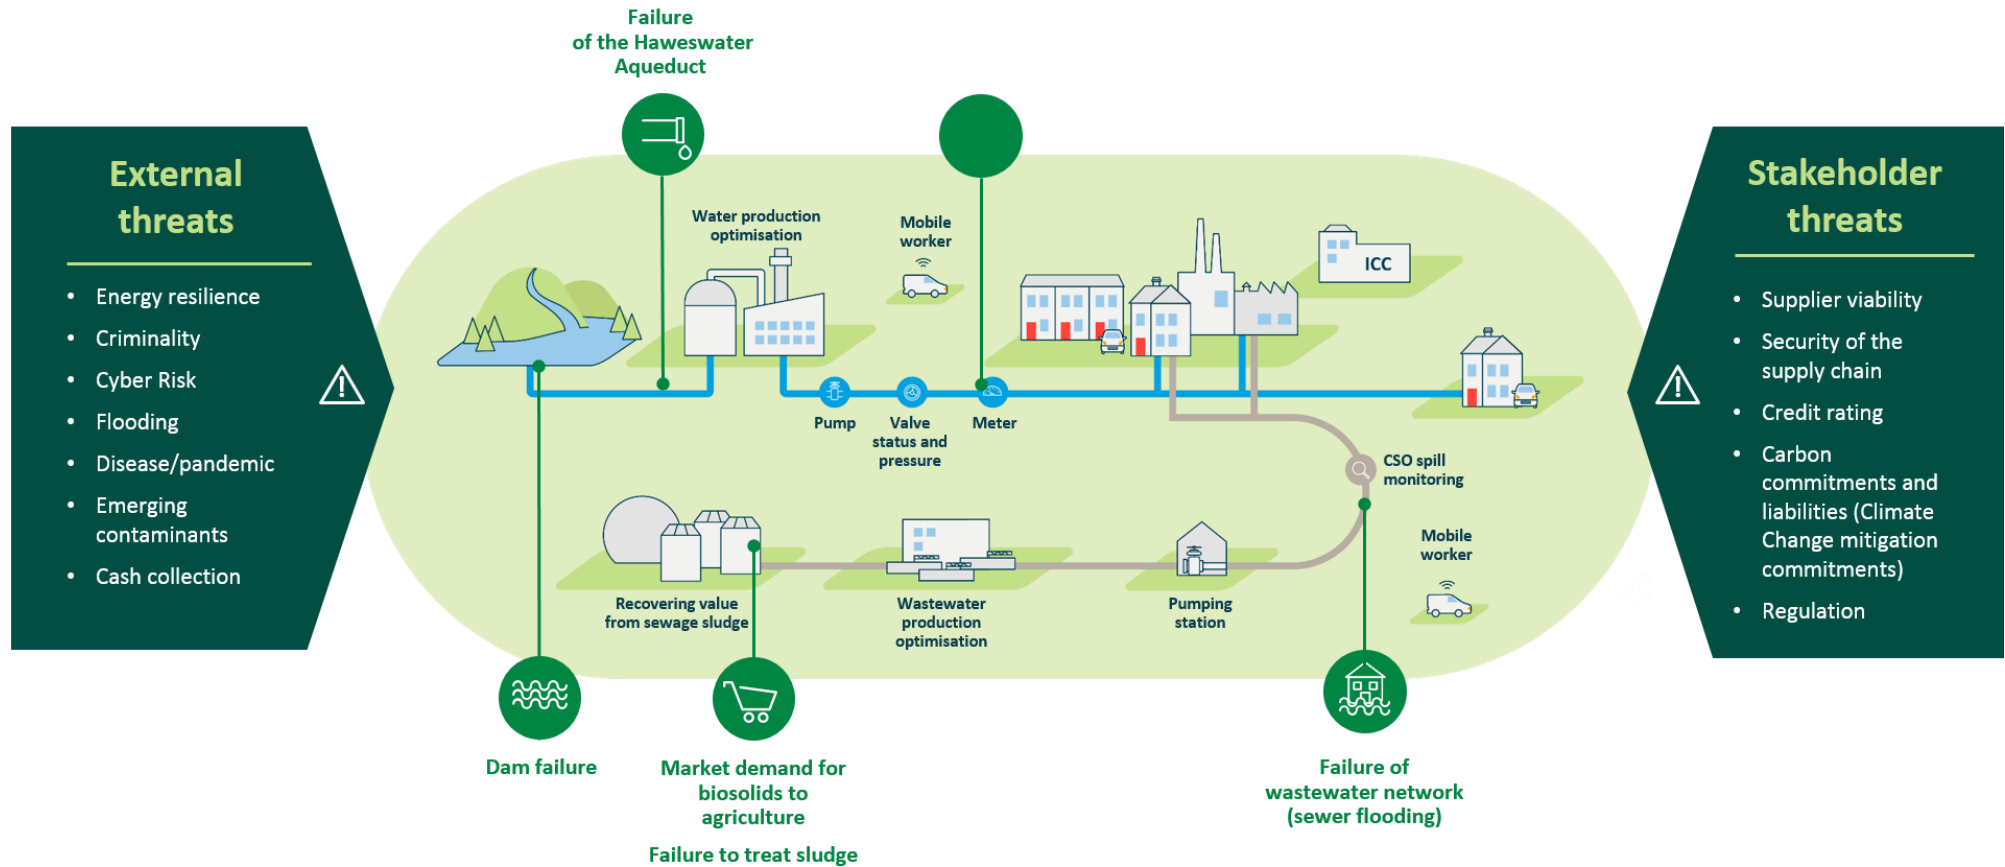 Failure
of the Haweswater
Aqueduct
External
threats
• Energy resilience
• Criminality
• Cyber Risk
• Flooding
• Disease/pandemic
• Emerging
contaminants
• Cash collection
Water production
optimisation
Mobile
worker
ICC
Pump
Valve
status and
pressure
Meter
CSO spill
monitoring
Mobile
worker
Recovering value
from sewage sludge
Wastewater
production
optimisation
Pumping
station
Dam failure
Market demand for
biosolids to
agriculture
Failure to treat sludge
Failure of
wastewater network
(sewer flooding)
Stakeholder
threats
• Supplier viability
• Security of the
supply chain
• Credit rating
• Carbon
commitments and
liabilities (Climate
Change mitigation
commitments)
• Regulation